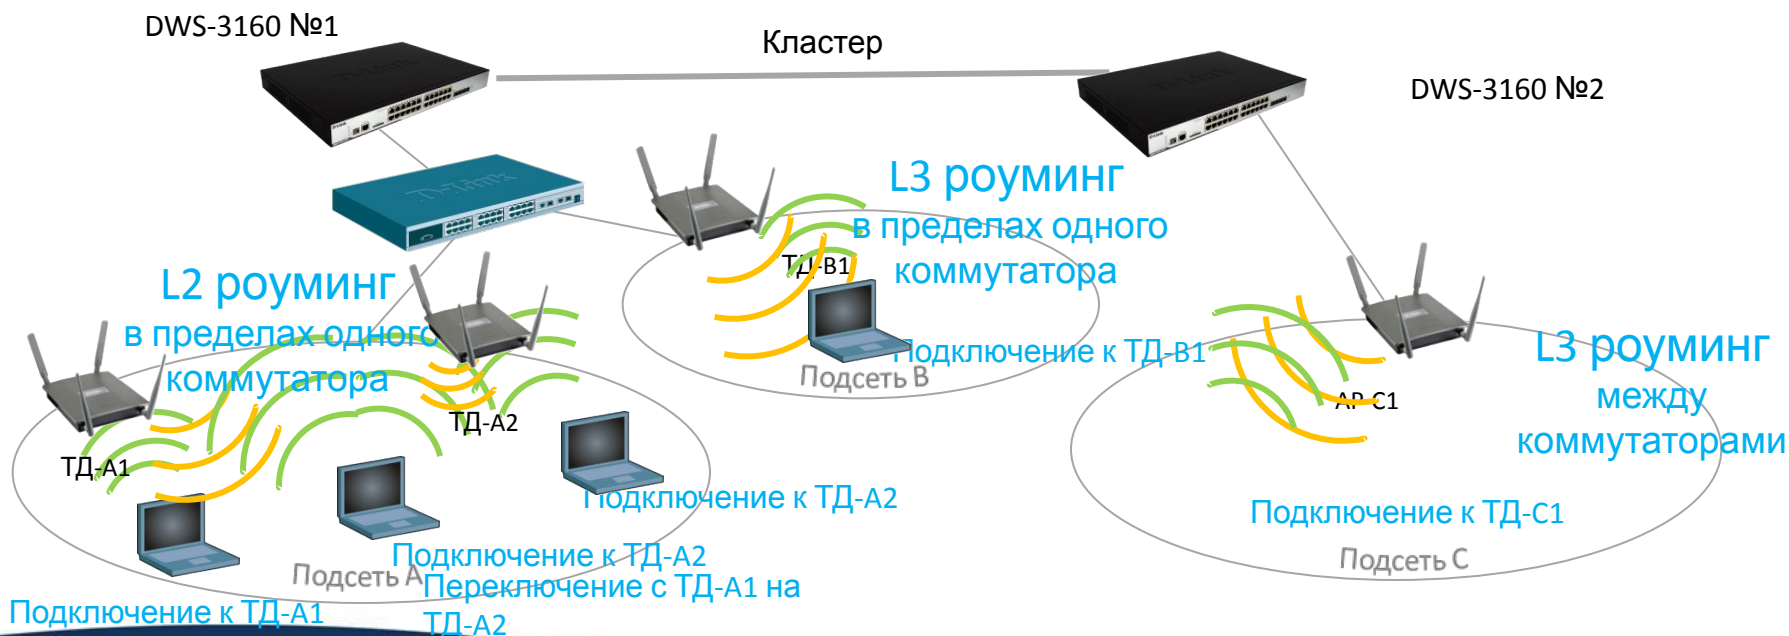 DWS-3160 №1
Кластер
DWS-3160 №2
D-Link
L3 роуминг
в пределах одного
коммутатора
ТД-B1
L2 роуминг
в пределах одного
коммутатора
Подключение к ТД-B1
Подсеть B
L3 роуминг
между
коммутаторами
AP-C1
ТД-A2
ТД-A1
Подключение к ТД-A2
Подключение к ТД-C1
Подключение к ТД-A2
Подсеть C
Подсеть A
Переключение с ТД-A1 на
ТД-A2
Подключение к ТД-A1